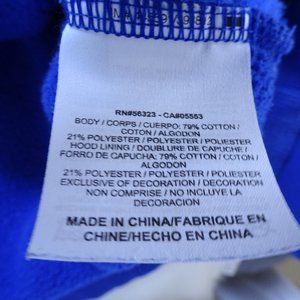 RN#56323 - CA#05553
BODY / CORPS / CUERPO: 79% COTTON /
COTON / ALGODON
21% POLYESTER / POLYESTER / POLIESTER
HOOD LINING / DOUBLURE DE CAPUCHE /
FORRO DE CAPUCHA: 79% COTTON / COTON /
ALGODON
21% POLYESTER / POLYESTER / POLIESTER
EXCLUSIVE OF DECORATION / DECORATION
NON COMPRISE / NO INCLUYE LA
DECORACION
MADE IN CHINA/FABRIQUE EN
CHINE/HECHO EN CHINA